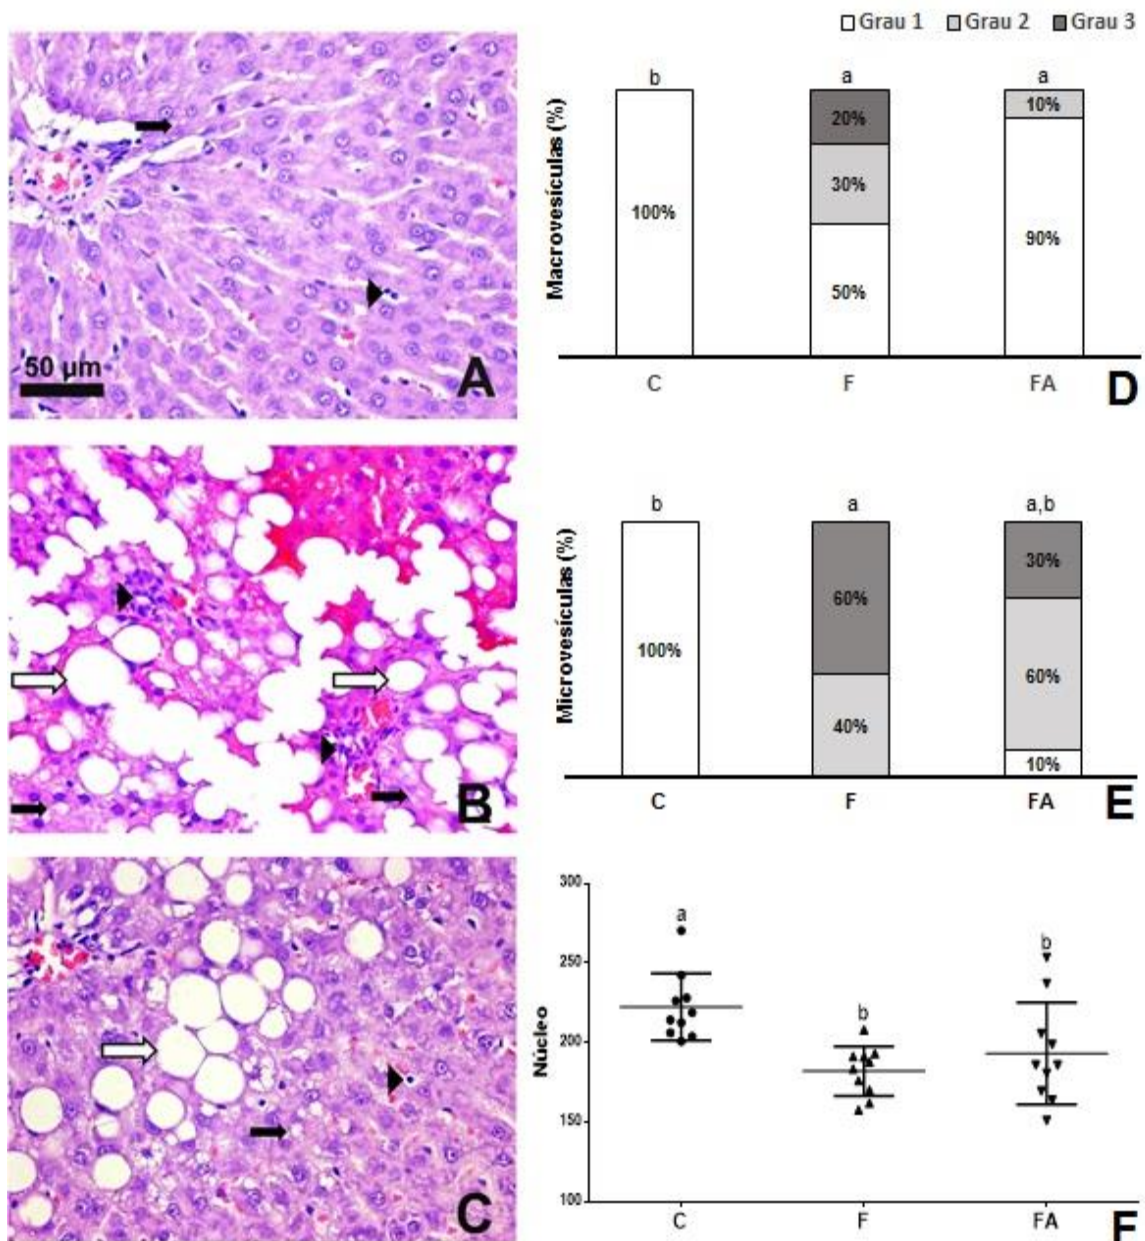 Grau 1 Grau 2 Grau 3
50 µm
A
Macrovesículas (%)
b a a
100%
20%
30%
50%
10%
90%
C F FA
D
B
Microvesículas (%)
b a a,b
100%
60%
40%
30%
60%
10%
C F FA
E
C
Núcleo
300
250
200
150
100
a
b
b
C F FA
F